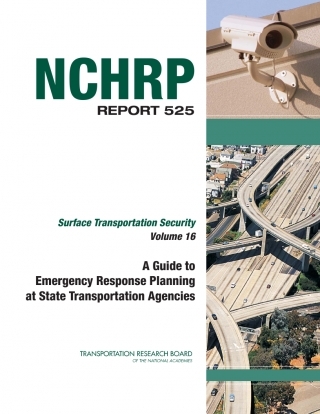 NCHRP
REPORT 525
Surface Transportation Security
Volume 16
A Guide to
Emergency Response Planning
at State Transportation Agencies
TRANSPORTATION RESEARCH BOARD
OF THE NATIONAL ACADEMIES